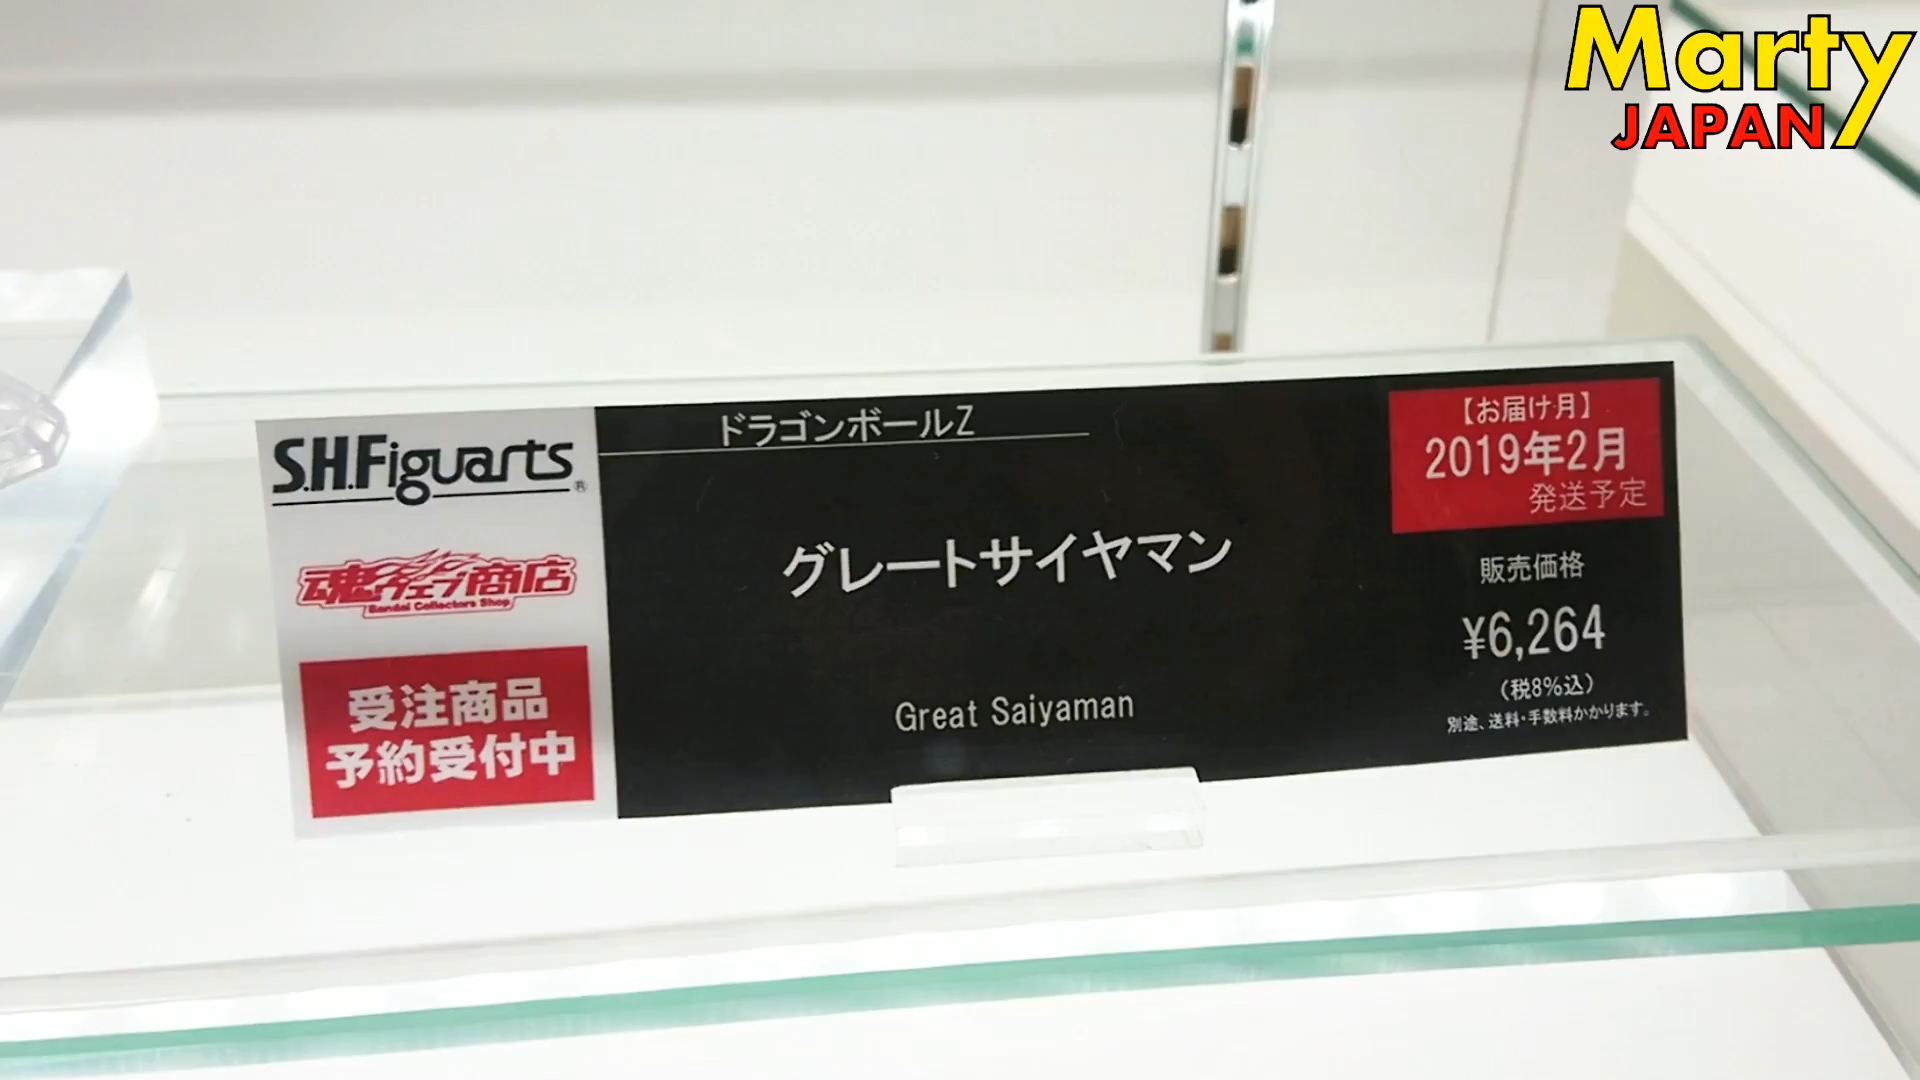 Marty
JAPAN
S.H.Figuarts®
魂ウェブ商店
Bandai Collectors Shop
受注商品
予約受付中
ドラゴンボールZ
グレートサイヤマン
Great Saiyaman
【お届け月】
2019年2月
発送予定
販売価格
¥6,264
(税8%込)
別途、送料・手数料かかります。